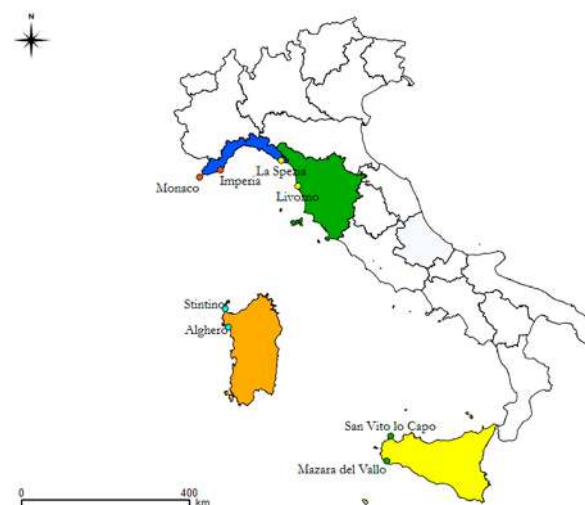 N
La Spezia
Imperia
Monaco
Livorno
Stintino
Alghero
San Vito lo Capo
Mazara del Vallo
0 400
km